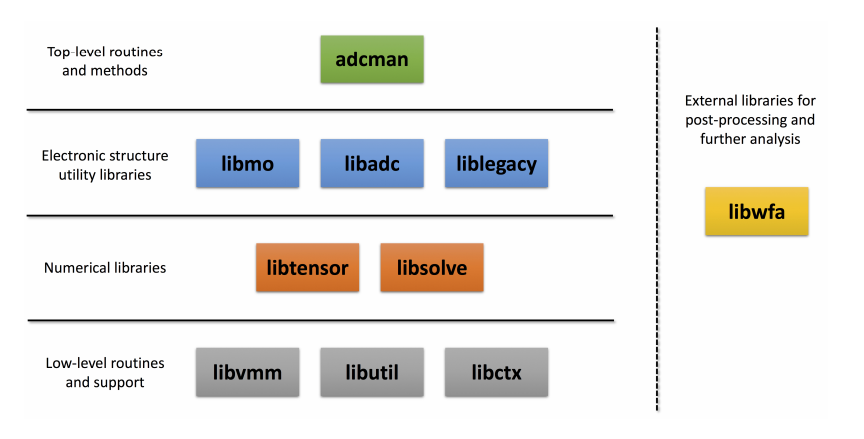 Top-level routines
and methods
adcman
Electronic structure
utility libraries
libmo
libadc
liblegacy
Numerical libraries
libtensor
libsolve
Low-level routines
and support
libvmm
libutil
libctx
External libraries for
post-processing and
further analysis
libwfa